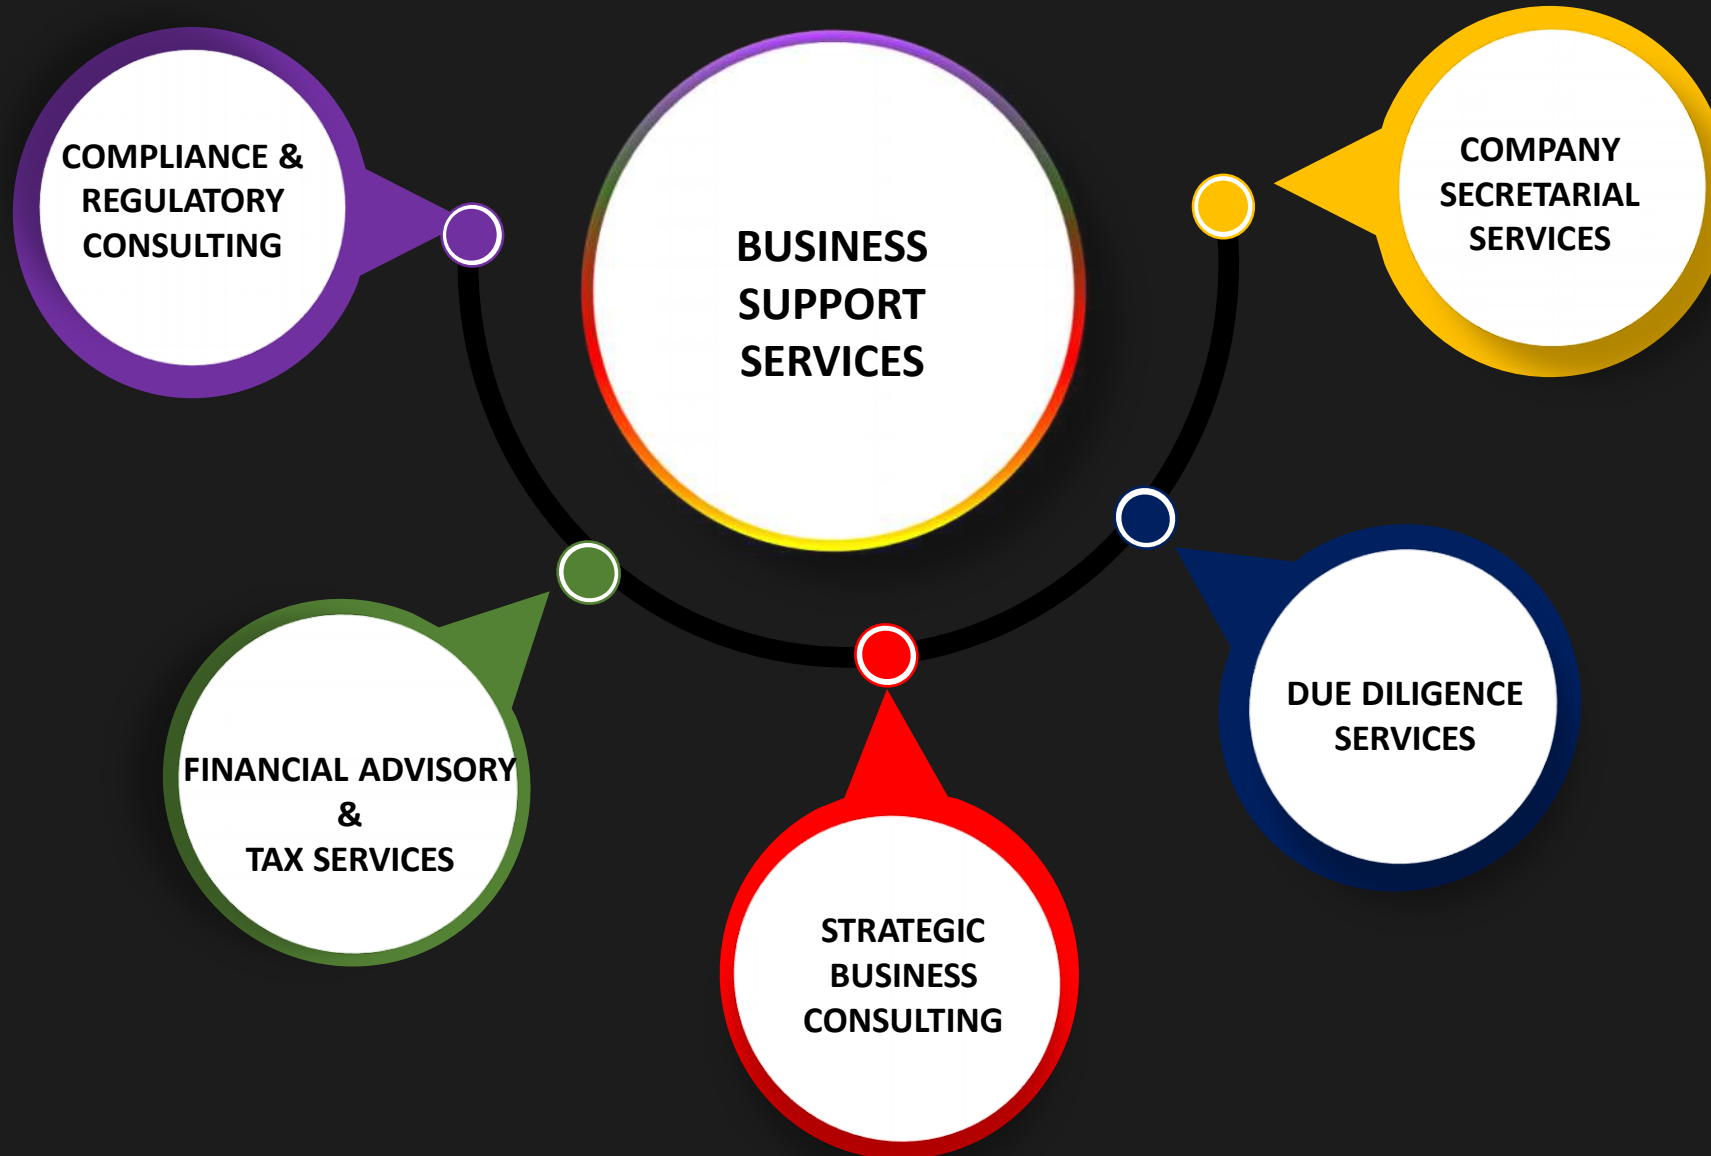 COMPLIANCE &
REGULATORY
CONSULTING
BUSINESS
SUPPORT
SERVICES
COMPANY
SECRETARIAL
SERVICES
FINANCIAL ADVISORY
&
TAX SERVICES
STRATEGIC
BUSINESS
CONSULTING
DUE DILIGENCE
SERVICES